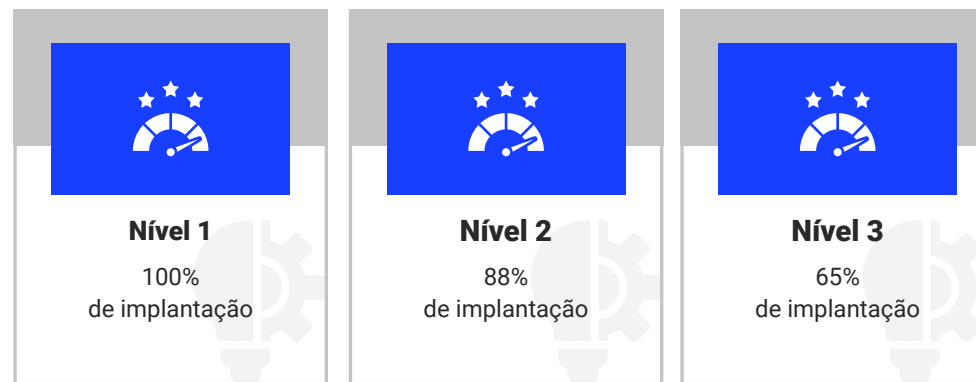 Nível 1
100%
de implantação
Nível 2
88%
de implantação
Nível 3
65%
de implantação